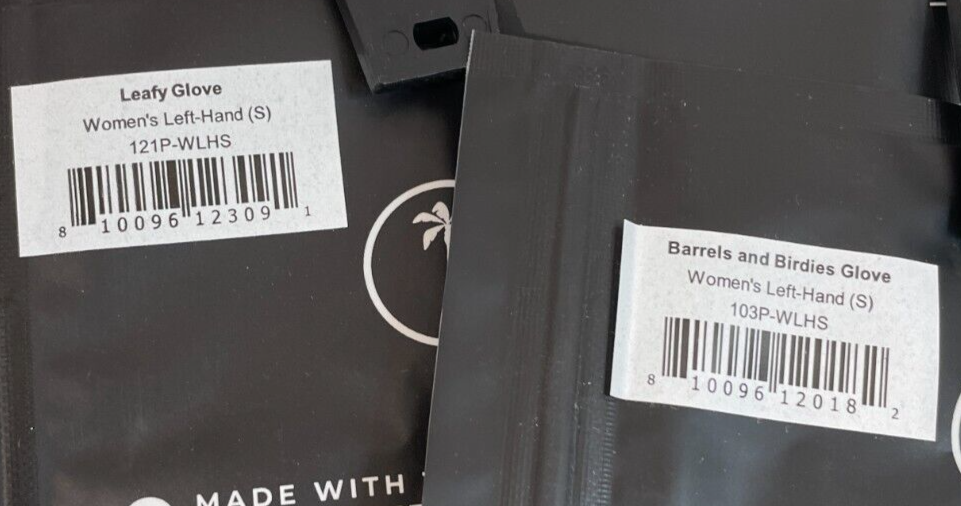 Leafy Glove
Women's Left-Hand (S)
121P-WLHS
8 10096 12309 1
Barrels and Birdies Glove
Women's Left-Hand (S)
103P-WLHS
8 10096 12018 2
MADE WITH